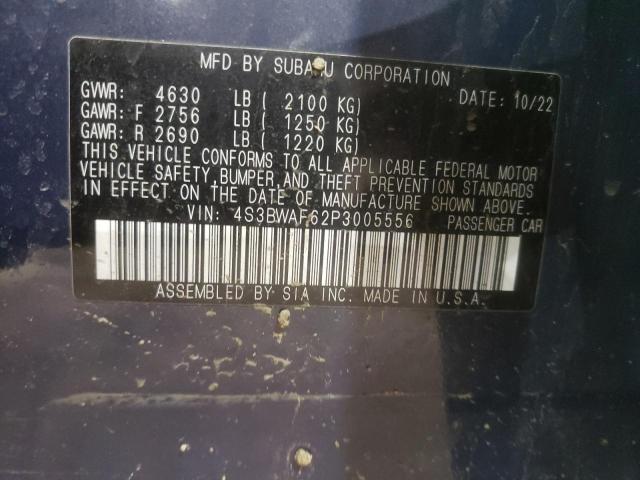 MFD BY SUBARU CORPORATION
GVWR: 4630 LB ( 2100 KG) DATE: 10/22
GAWR: F 2756 LB ( 1250 KG)
GAWR: R 2690 LB ( 1220 KG)
THIS VEHICLE CONFORMS TO ALL APPLICABLE FEDERAL MOTOR
VEHICLE SAFETY, BUMPER, AND THEFT PREVENTION STANDARDS
IN EFFECT ON THE DATE OF MANUFACTURE SHOWN ABOVE.
VIN: 4S3BWAF62P3005556 PASSENGER CAR
ASSEMBLED BY SIA INC. MADE IN U.S.A.